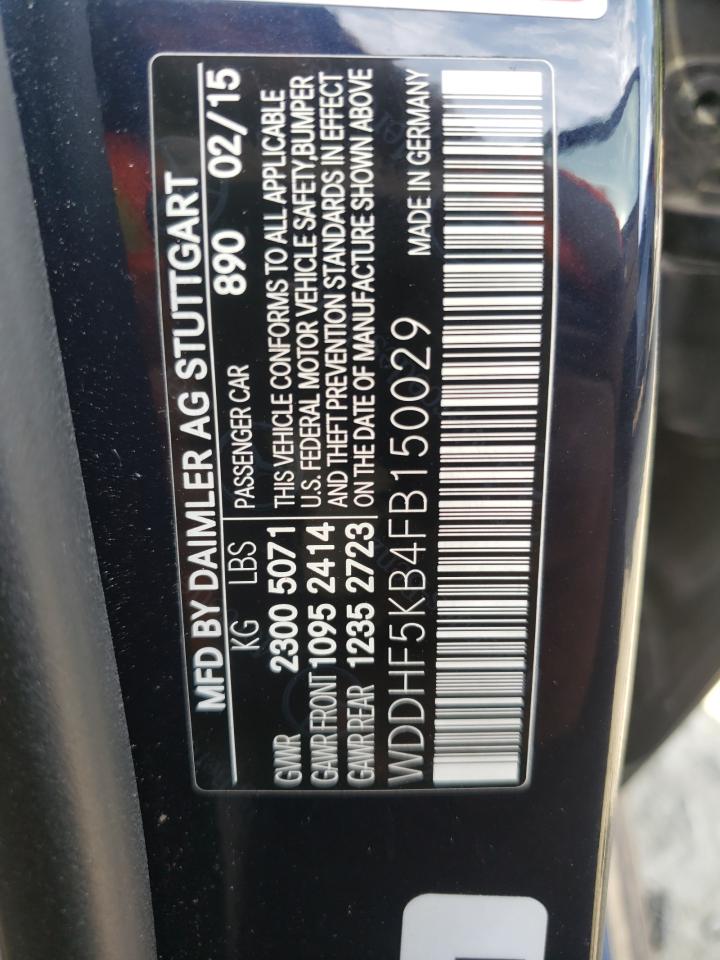 MFD BY DAIMLER AG STUTTGART
890 02/15
KG LBS
GVWR 2300 5071
GAWR FRONT 1095 2414
GAWR REAR 1235 2723
PASSENGER CAR
THIS VEHICLE CONFORMS TO ALL APPLICABLE
U.S. FEDERAL MOTOR VEHICLE SAFETY,BUMPER
AND THEFT PREVENTION STANDARDS IN EFFECT
ON THE DATE OF MANUFACTURE SHOWN ABOVE
WDDHF5KB4FB150029 MADE IN GERMANY